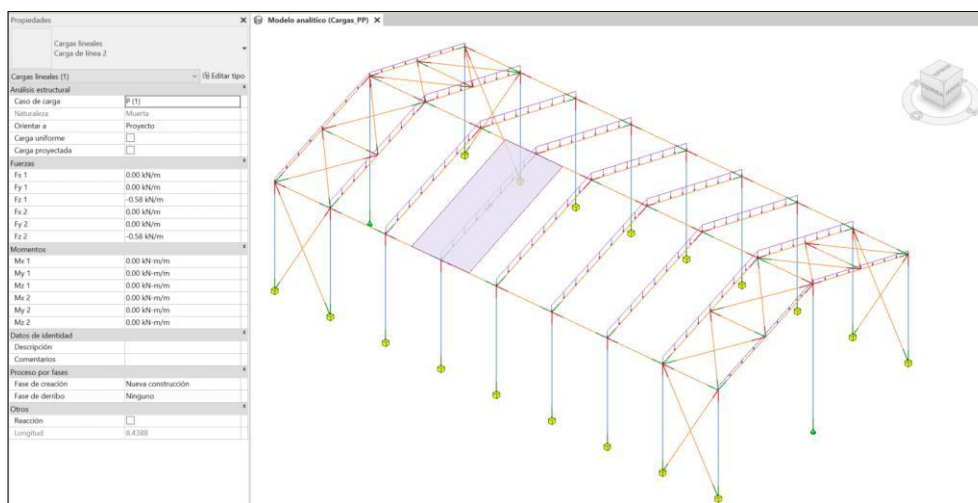 Propiedades
Cargas lineales
Carga de línea 2
Cargas lineales (1) Editar tipo
Análisis estructural
Caso de carga P (1)
Naturaleza Muerta
Orientar a Proyecto
Carga uniforme
Carga proyectada
Fuerzas
Fx 1 0.00 kN/m
Fy 1 0.00 kN/m
Fz 1 -0.58 kN/m
Fx 2 0.00 kN/m
Fy 2 0.00 kN/m
Fz 2 -0.58 kN/m
Momentos
Mx 1 0.00 kN-m/m
My 1 0.00 kN-m/m
Mz 1 0.00 kN-m/m
Mx 2 0.00 kN-m/m
My 2 0.00 kN-m/m
Mz 2 0.00 kN-m/m
Datos de identidad
Descripción
Comentarios
Proceso por fases
Fase de creación Nueva construcción
Fase de derribo Ninguno
Otros
Reacción
Longitud 8.4388
Modelo analítico (Cargas_PP)